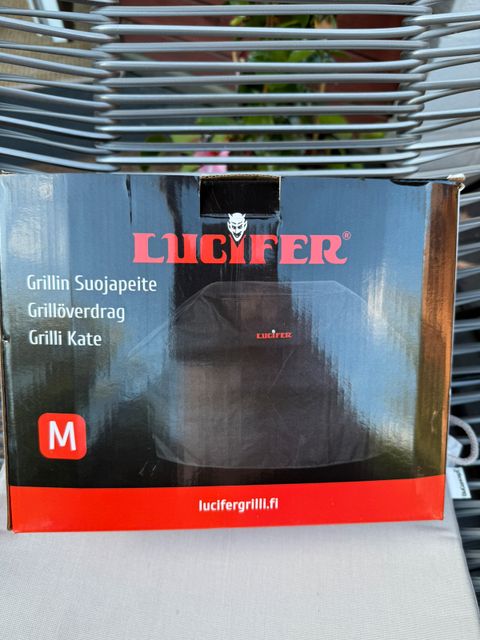 LUCIFER®
Grillin Suojapeite
Grillöverdrag
Grilli Kate
LUCIFER
M
lucifergrilli.fi